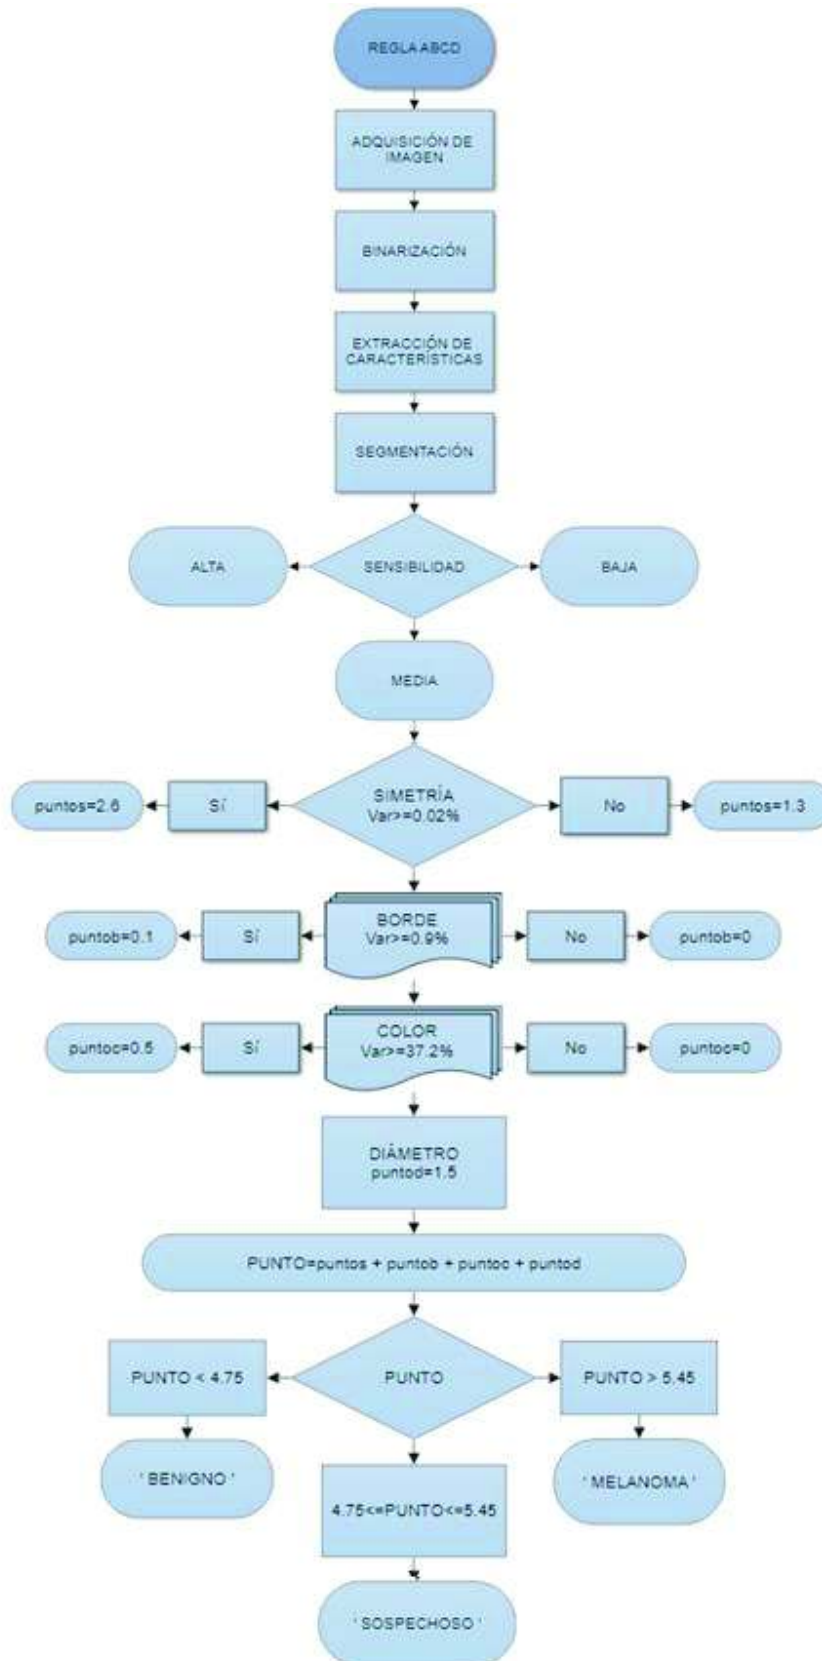 REGLA ABCD
ADQUISICIÓN DE
IMAGEN
BINARIZACIÓN
EXTRACCIÓN DE
CARACTERÍSTICAS
SEGMENTACIÓN
ALTA
SENSIBILIDAD
BAJA
MEDIA
puntos=2.6
Sí
SIMETRÍA
Var>=0.02%
No
puntos=1.3
puntob=0.1
Sí
BORDE
Var>=0.9%
No
puntob=0
puntoc=0.5
Sí
COLOR
Var>=37.2%
No
puntoc=0
DIÁMETRO
puntod=1.5
PUNTO=puntos + puntob + puntoc + puntod
PUNTO < 4.75
PUNTO
PUNTO > 5.45
' BENIGNO '
' MELANOMA '
4.75<=PUNTO<=5.45
' SOSPECHOSO '